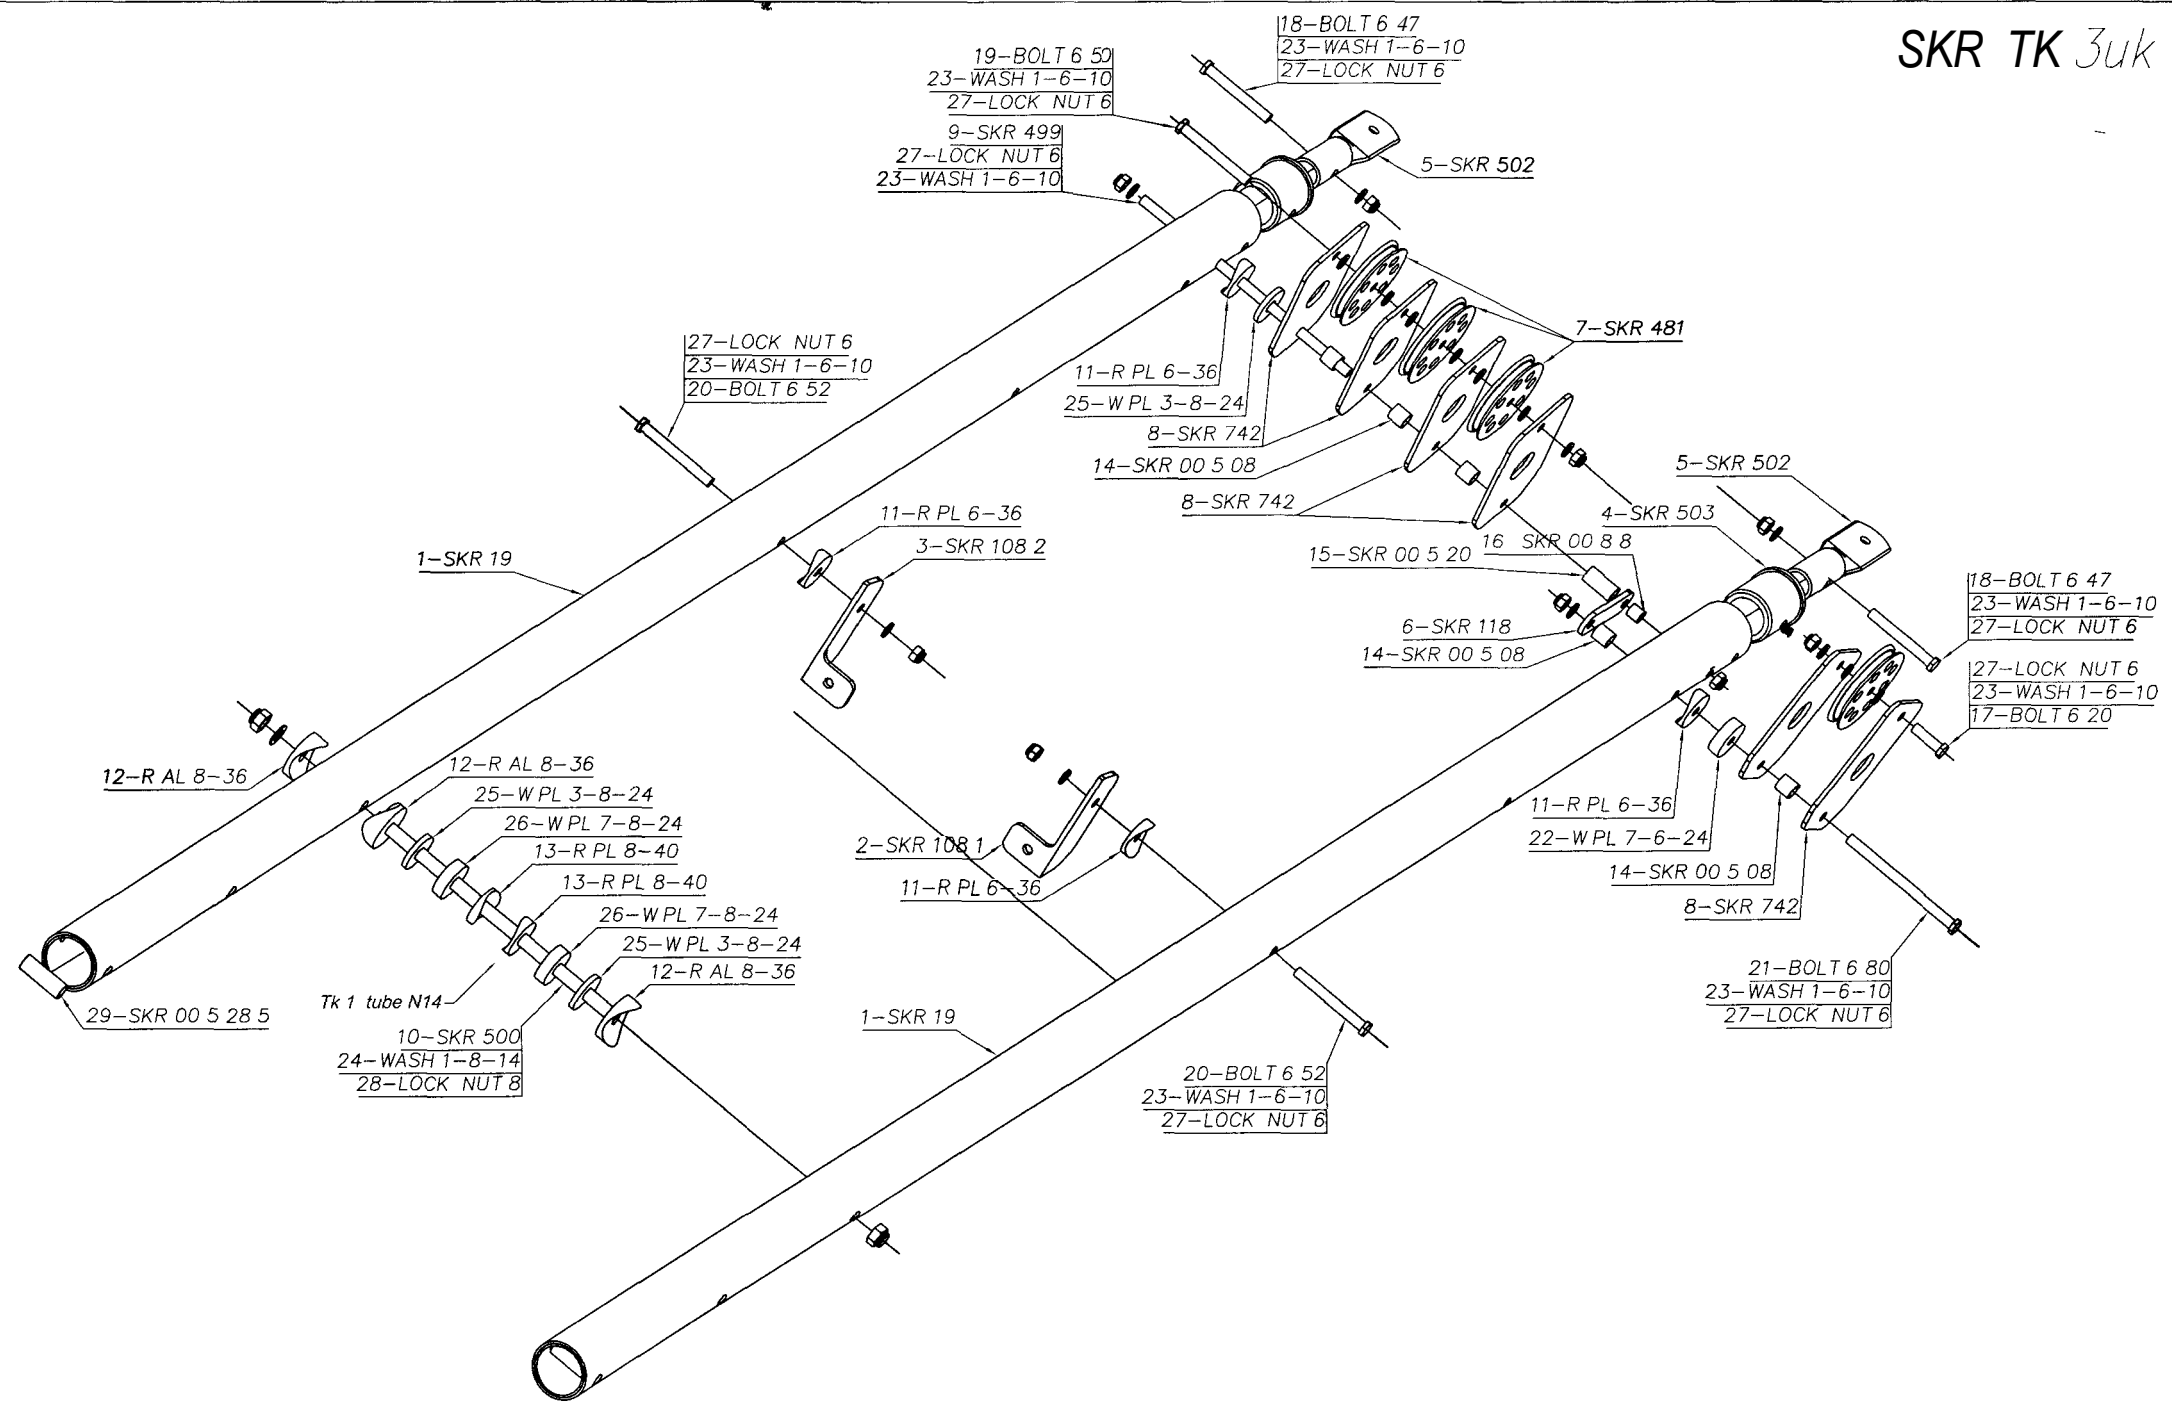 SKR TK 3uk
18-BOLT 6 47
23-WASH 1-6-10
27-LOCK NUT 6
19-BOLT 6 50
23-WASH 1-6-10
27-LOCK NUT 6
9-SKR 499
27-LOCK NUT 6
23-WASH 1-6-10
5-SKR 502
7-SKR 481
27-LOCK NUT 6
23-WASH 1-6-10
20-BOLT 6 52
11-R PL 6-36
25-W PL 3-8-24
8-SKR 742
14-SKR 00 5 08
8-SKR 742
5-SKR 502
4-SKR 503
11-R PL 6-36
3-SKR 108 2
1-SKR 19
15-SKR 00 5 20
16 SKR 00 8 8
6-SKR 118
14-SKR 00 5 08
18-BOLT 6 47
23-WASH 1-6-10
27-LOCK NUT 6
27-LOCK NUT 6
23-WASH 1-6-10
17-BOLT 6 20
12-R AL 8-36
12-R AL 8-36
25-W PL 3-8-24
26-W PL 7-8-24
13-R PL 8-40
13-R PL 8-40
26-W PL 7-8-24
25-W PL 3-8-24
12-R AL 8-36
2-SKR 108 1
11-R PL 6-36
11-R PL 6-36
22-W PL 7-6-24
14-SKR 00 5 08
8-SKR 742
21-BOLT 6 80
23-WASH 1-6-10
27-LOCK NUT 6
Tk 1 tube N14
29-SKR 00 5 28 5
10-SKR 500
24-WASH 1-8-14
28-LOCK NUT 8
1-SKR 19
20-BOLT 6 52
23-WASH 1-6-10
27-LOCK NUT 6